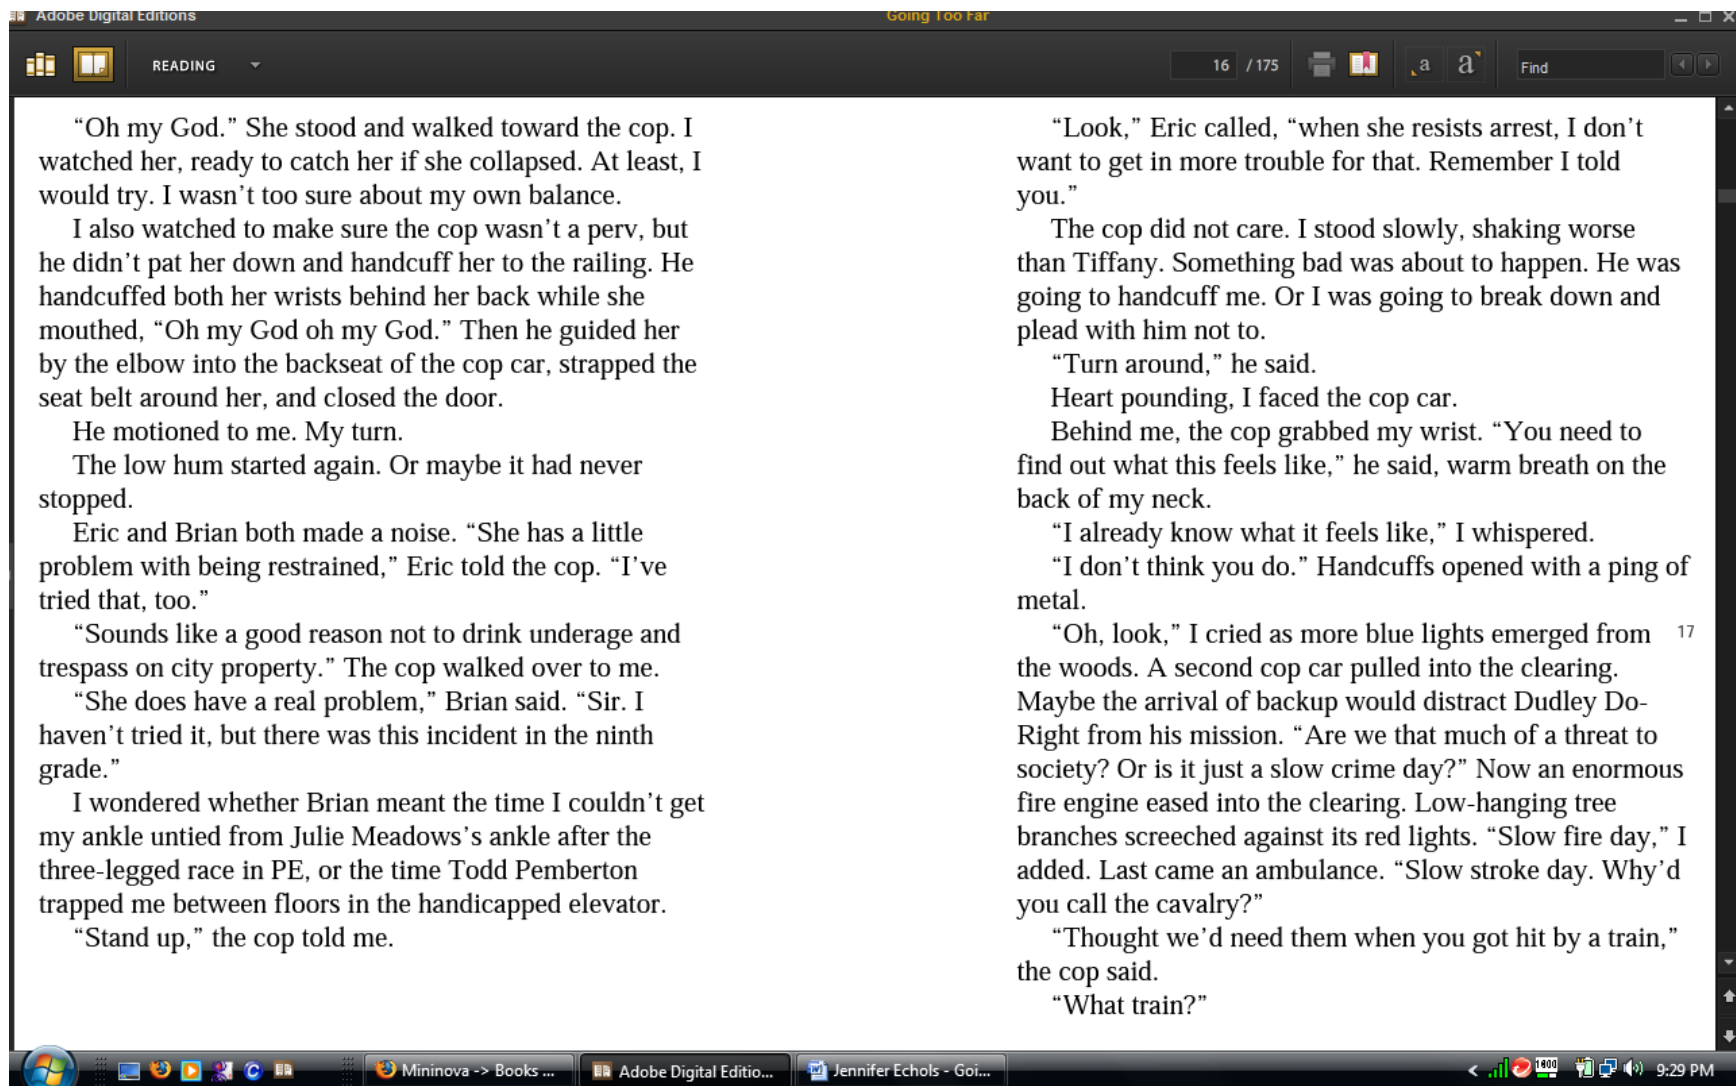 Adobe Digital Editions
Going Too Far
READING
16 / 175
a
a
Find
“Oh my God.” She stood and walked toward the cop. I
watched her, ready to catch her if she collapsed. At least, I
would try. I wasn’t too sure about my own balance.
I also watched to make sure the cop wasn’t a perv, but
he didn’t pat her down and handcuff her to the railing. He
handcuffed both her wrists behind her back while she
mouthed, “Oh my God oh my God.” Then he guided her
by the elbow into the backseat of the cop car, strapped the
seat belt around her, and closed the door.
He motioned to me. My turn.
The low hum started again. Or maybe it had never
stopped.
Eric and Brian both made a noise. “She has a little
problem with being restrained,” Eric told the cop. “I’ve
tried that, too.”
“Sounds like a good reason not to drink underage and
trespass on city property.” The cop walked over to me.
“She does have a real problem,” Brian said. “Sir. I
haven’t tried it, but there was this incident in the ninth
grade.”
I wondered whether Brian meant the time I couldn’t get
my ankle untied from Julie Meadows’s ankle after the
three-legged race in PE, or the time Todd Pemberton
trapped me between floors in the handicapped elevator.
“Stand up,” the cop told me.
“Look,” Eric called, “when she resists arrest, I don’t
want to get in more trouble for that. Remember I told
you.”
The cop did not care. I stood slowly, shaking worse
than Tiffany. Something bad was about to happen. He was
going to handcuff me. Or I was going to break down and
plead with him not to.
“Turn around,” he said.
Heart pounding, I faced the cop car.
Behind me, the cop grabbed my wrist. “You need to
find out what this feels like,” he said, warm breath on the
back of my neck.
“I already know what it feels like,” I whispered.
“I don’t think you do.” Handcuffs opened with a ping of
metal.
“Oh, look,” I cried as more blue lights emerged from 17
the woods. A second cop car pulled into the clearing.
Maybe the arrival of backup would distract Dudley Do-
Right from his mission. “Are we that much of a threat to
society? Or is it just a slow crime day?” Now an enormous
fire engine eased into the clearing. Low-hanging tree
branches screeched against its red lights. “Slow fire day,” I
added. Last came an ambulance. “Slow stroke day. Why’d
you call the cavalry?”
“Thought we’d need them when you got hit by a train,”
the cop said.
“What train?”
Mininova -> Books ...
Adobe Digital Editio...
Jennifer Echols - Goi...
1600
9:29 PM